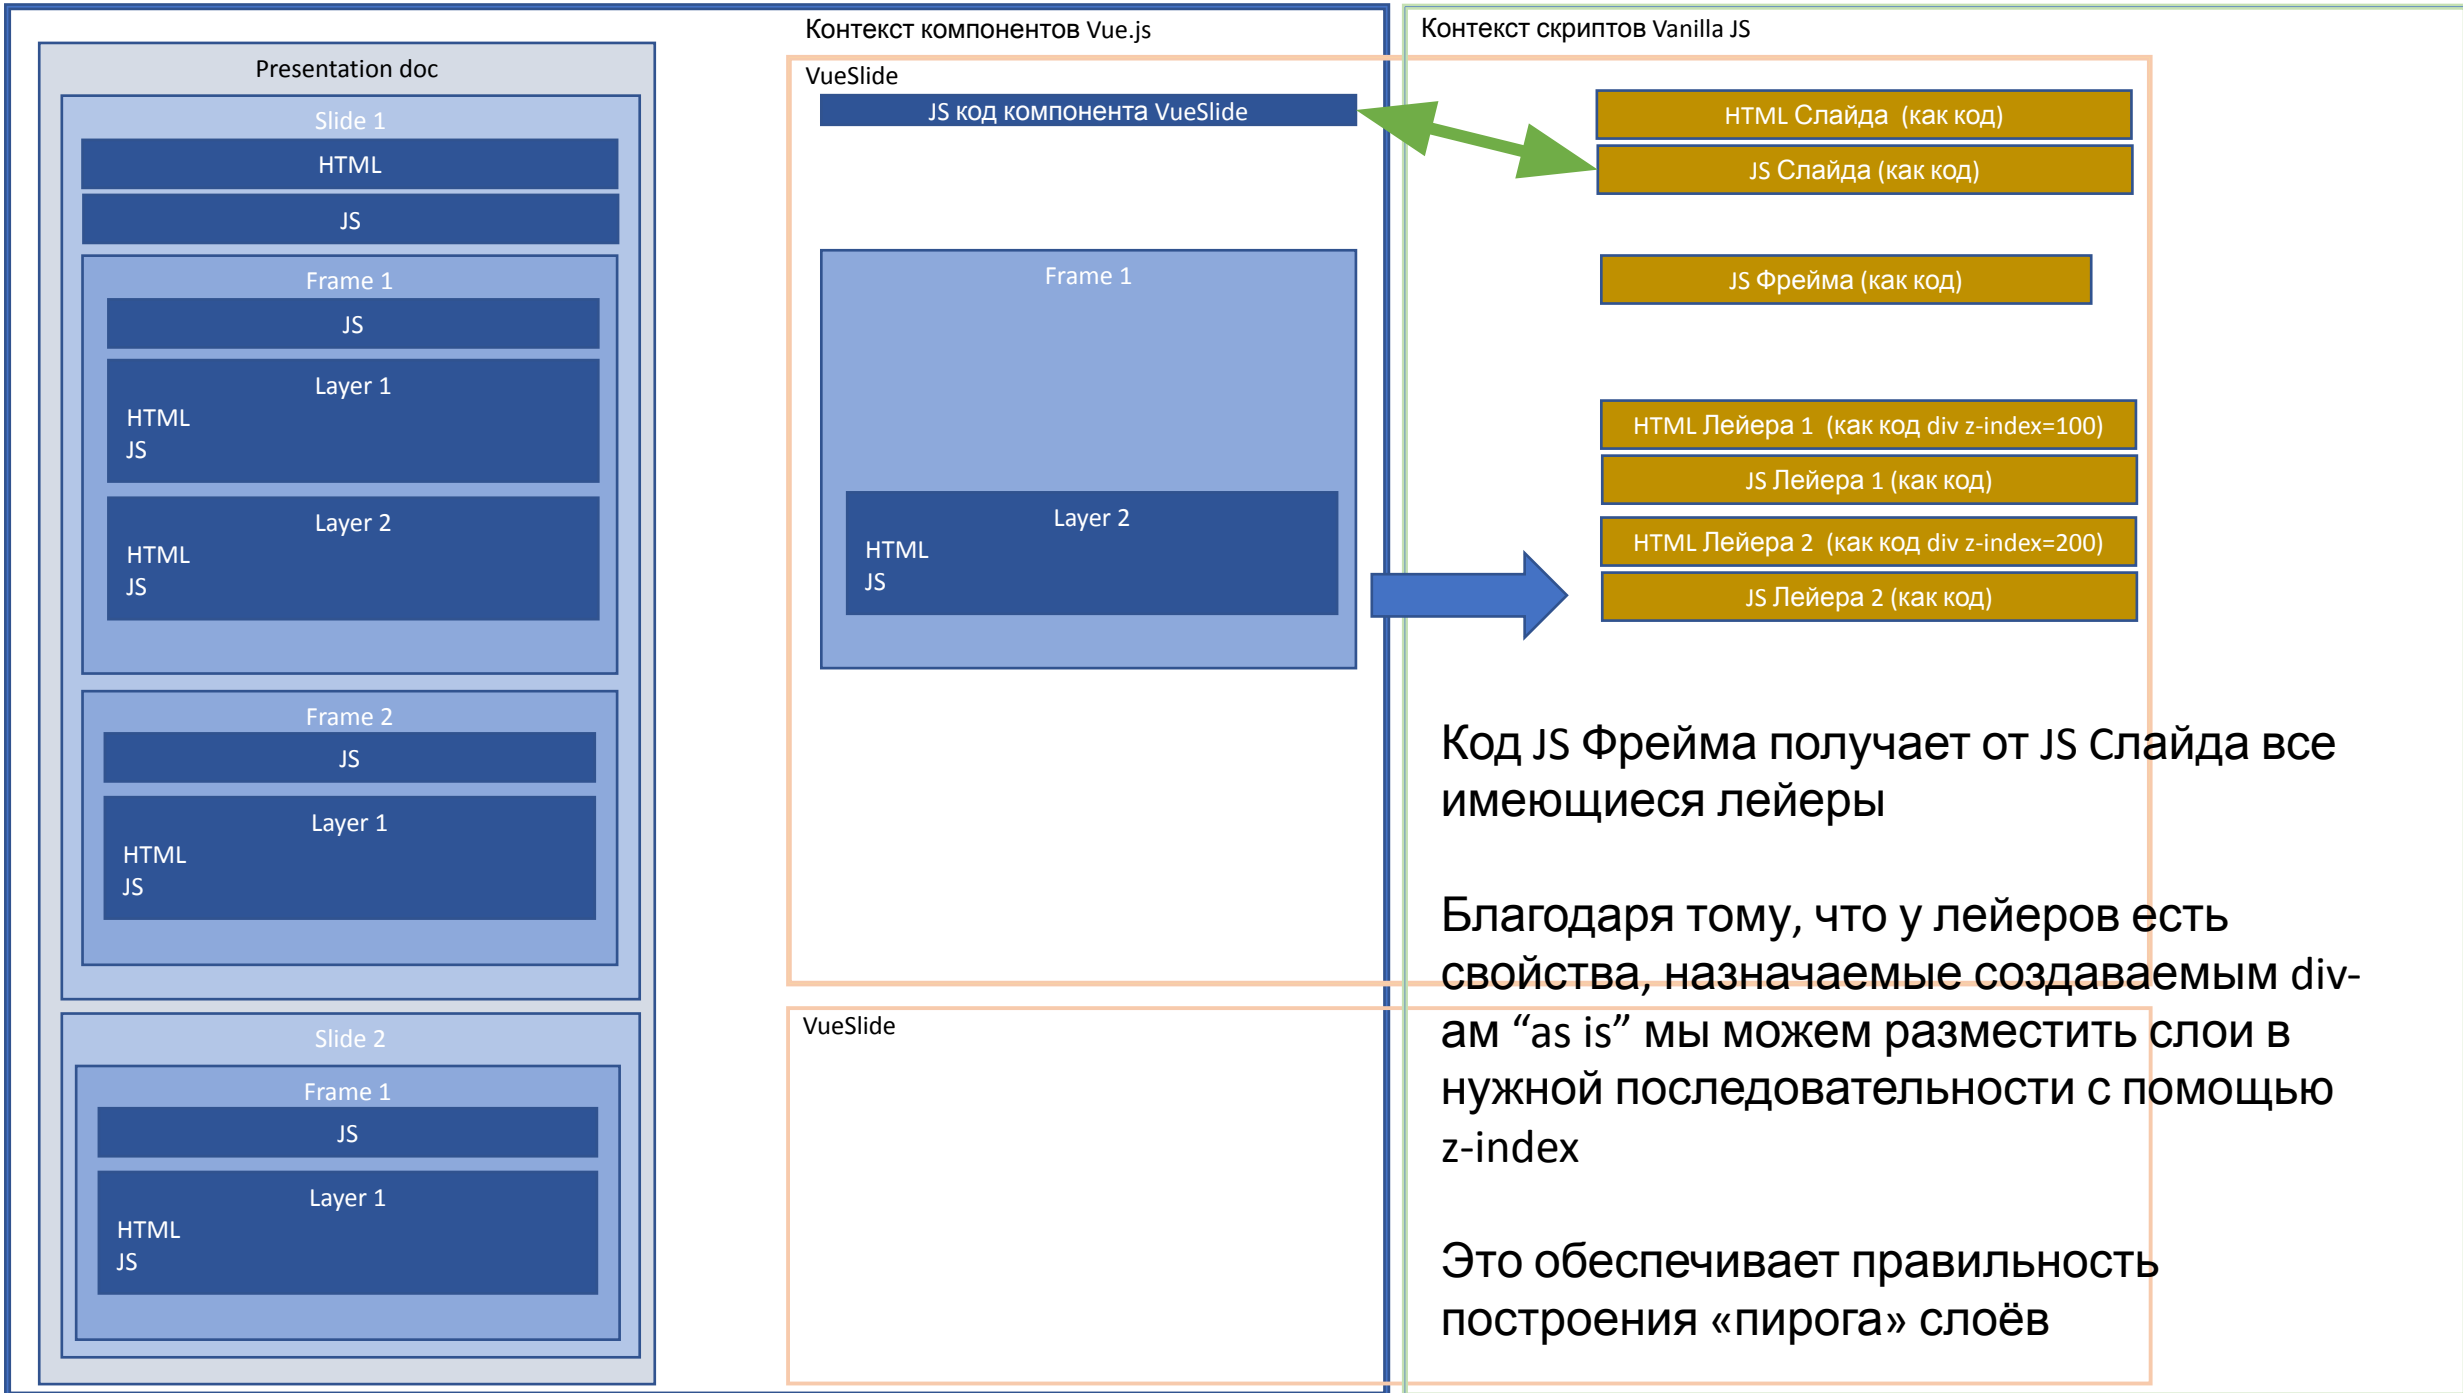 Presentation doc
Slide 1
HTML
JS
Frame 1
JS
Layer 1
HTML
JS
Layer 2
HTML
JS
Frame 2
JS
Layer 1
HTML
JS
Slide 2
Frame 1
JS
Layer 1
HTML
JS
Контекст компонентов Vue.js
VueSlide
JS код компонента VueSlide
Frame 1
Layer 2
HTML
JS
VueSlide
Контекст скриптов Vanilla JS
HTML Слайда (как код)
JS Слайда (как код)
JS Фрейма (как код)
HTML Лейера 1 (как код div z-index=100)
JS Лейера 1 (как код)
HTML Лейера 2 (как код div z-index=200)
JS Лейера 2 (как код)
Код JS Фрейма получает от JS Слайда все
имеющиеся лейеры
Благодаря тому, что у лейеров есть
свойства, назначаемые создаваемым div-
ам “as is” мы можем разместить слои в
нужной последовательности с помощью
z-index
Это обеспечивает правильность
построения «пирога» слоёв